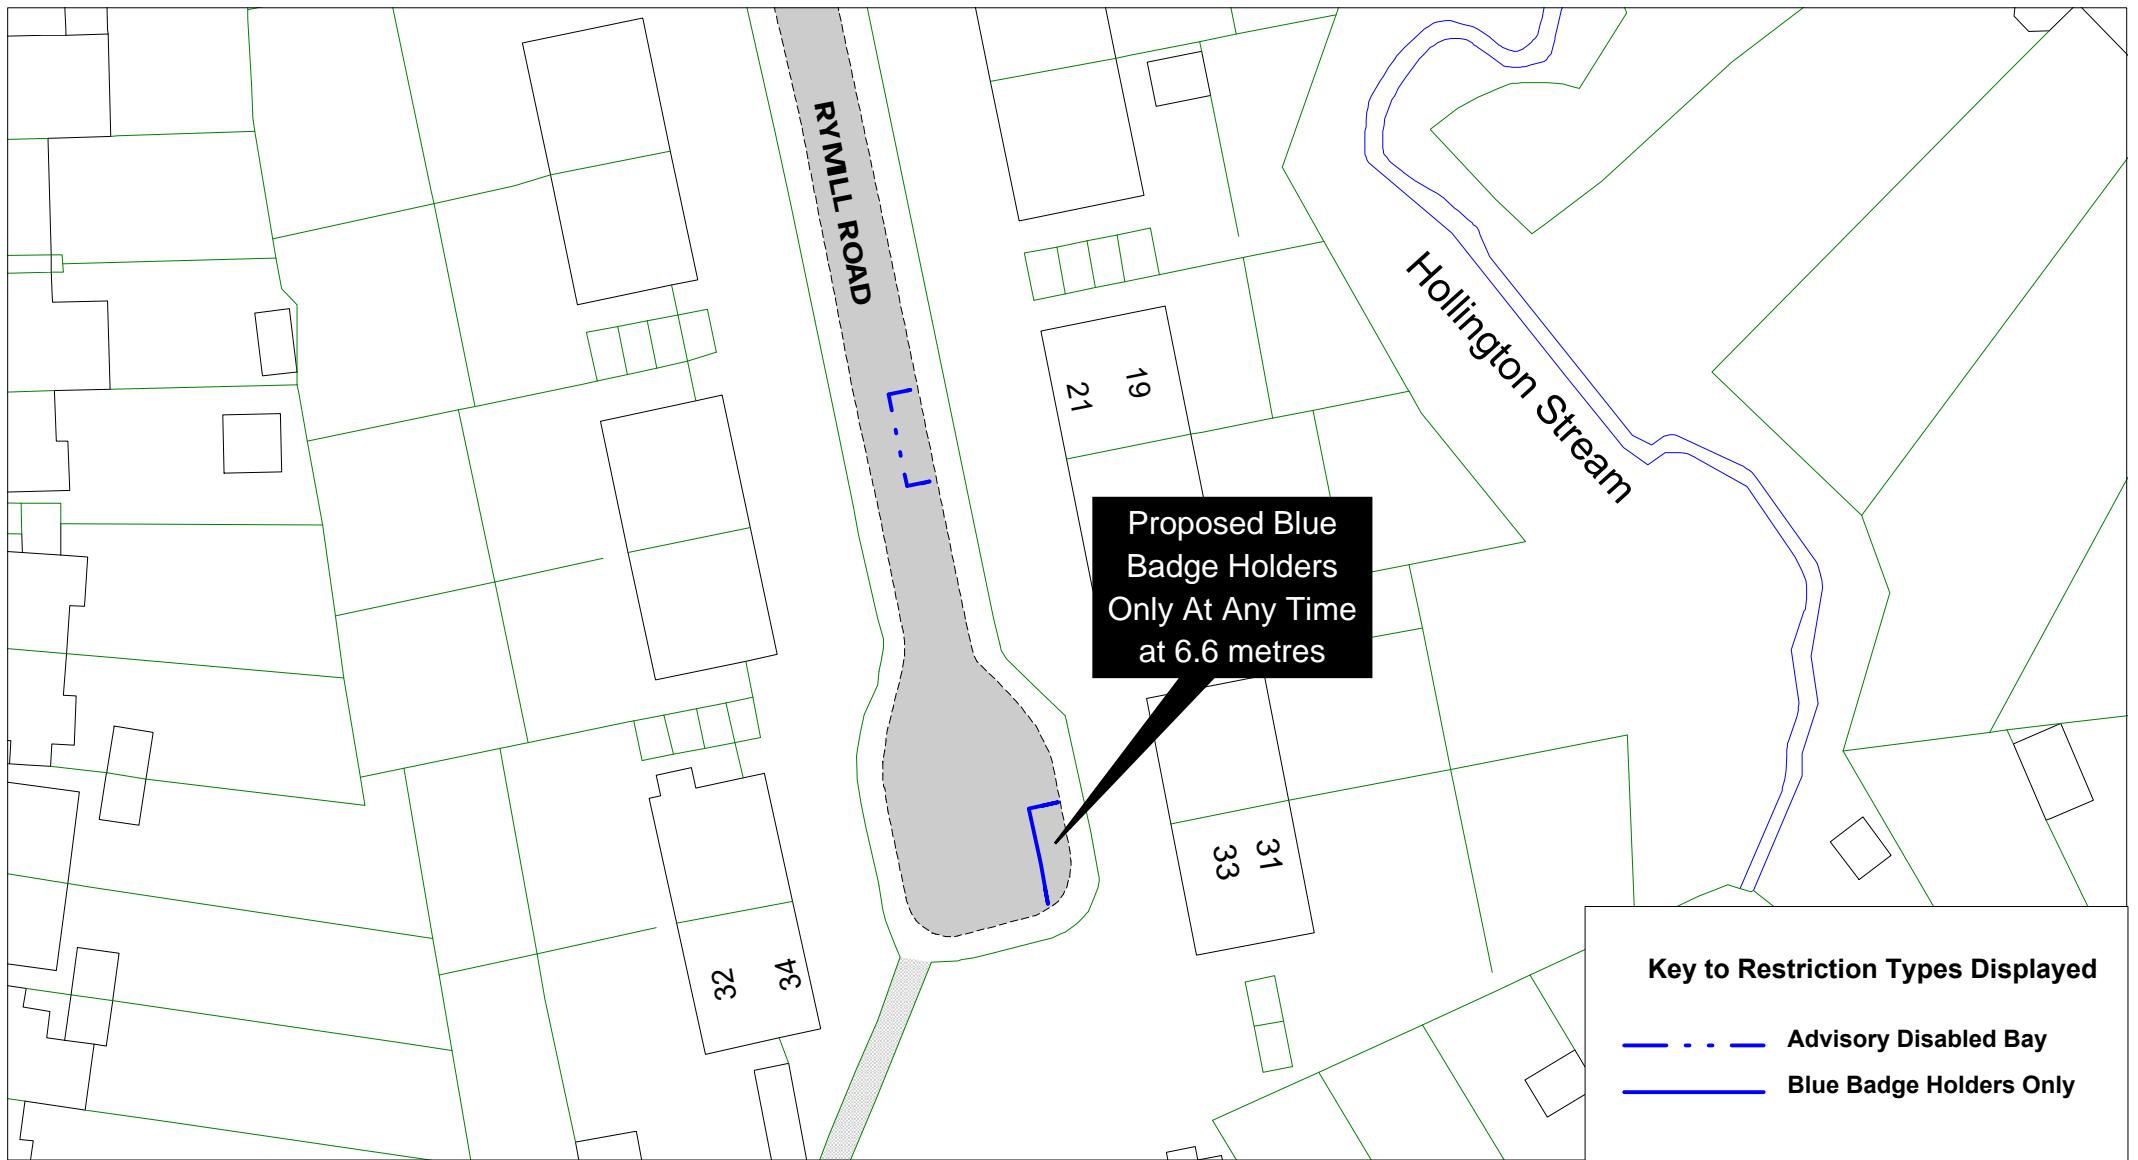 RYMILL ROAD
Hollington Stream
19
21
Proposed Blue
Badge Holders
Only At Any Time
at 6.6 metres
31
33
32
34
Key to Restriction Types Displayed
Advisory Disabled Bay
Blue Badge Holders Only